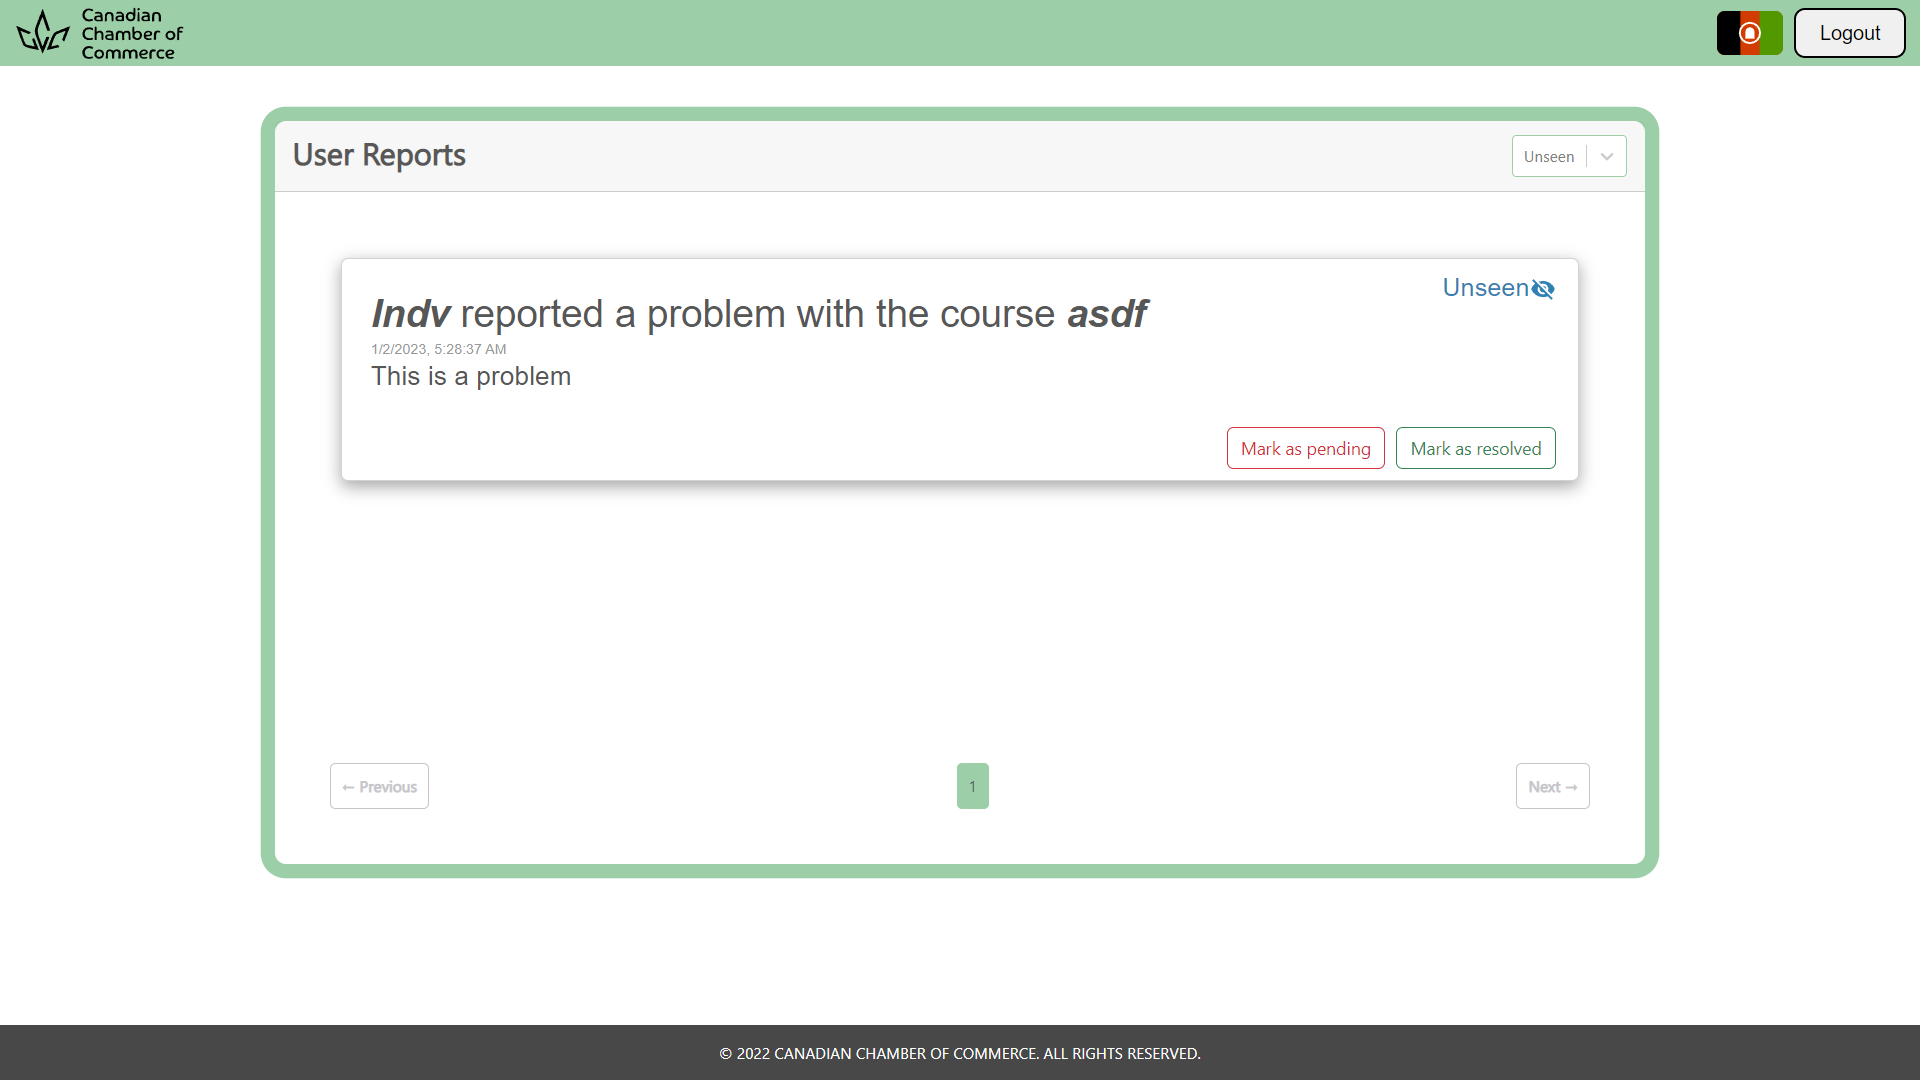 Canadian
Chamber of
Commerce
Logout
User Reports
Unseen
Unseen
Indv reported a problem with the course asdf
1/2/2023, 5:28:37 AM
This is a problem
Mark as pending
Mark as resolved
← Previous
1
Next →
© 2022 CANADIAN CHAMBER OF COMMERCE. ALL RIGHTS RESERVED.